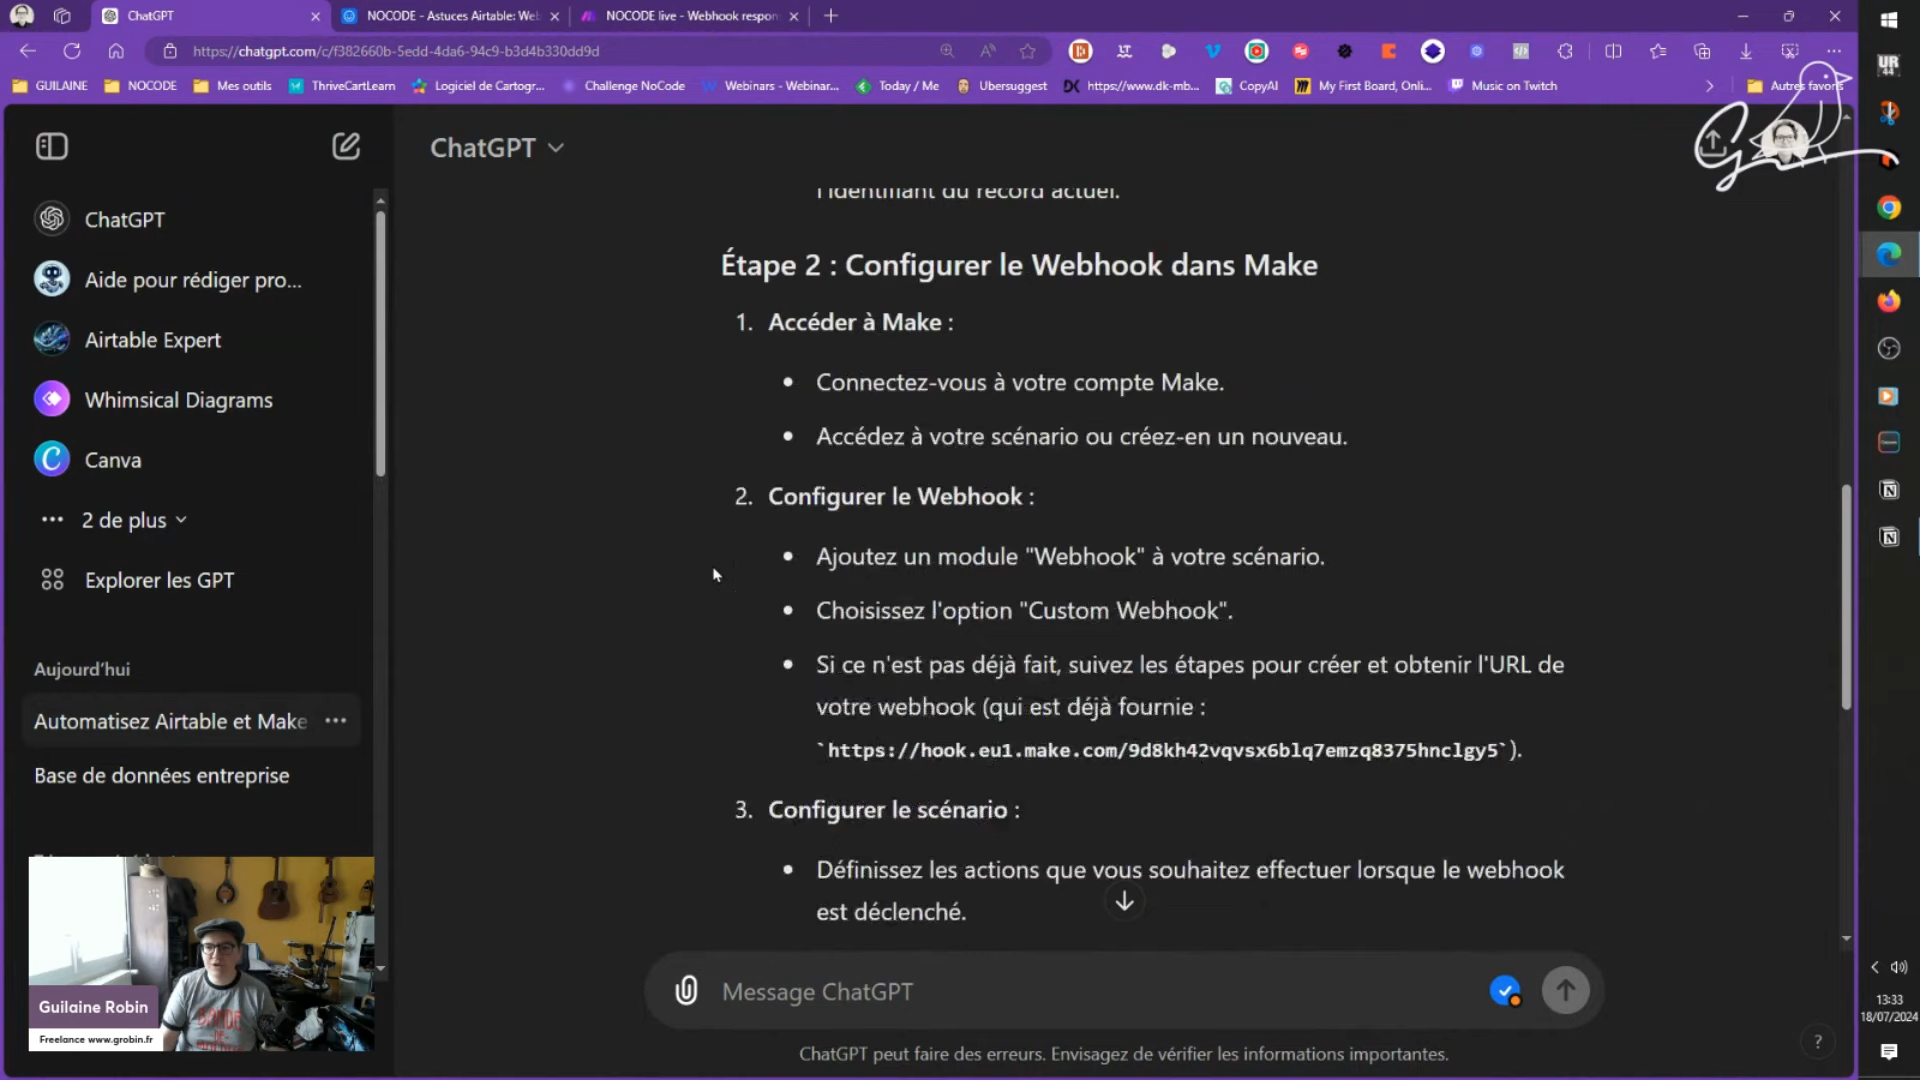 ChatGPT
NOCODE - Astuces Airtable: Wel
NOCODE live - Webhook respon
https://chatgpt.com/c/f382660b-5edd-4da6-94c9-b3d4b330dd9d
GUILAINE
NOCODE
Mes outils
ThriveCartLearn
Logiciel de Cartogr...
Challenge NoCode
Webinars - Webinar...
Today / Me
Ubersuggest
https://www.dk-mb...
CopyAI
My First Board, Onli...
Music on Twitch
Autres favoris
ChatGPT
ChatGPT
Aide pour rédiger pro...
Airtable Expert
Whimsical Diagrams
Canva
2 de plus
Explorer les GPT
Aujourd'hui
Automatisez Airtable et Make
Base de données entreprise
l'identifiant du record actuel.
Étape 2 : Configurer le Webhook dans Make
1. Accéder à Make :
• Connectez-vous à votre compte Make.
• Accédez à votre scénario ou créez-en un nouveau.
2. Configurer le Webhook :
• Ajoutez un module "Webhook" à votre scénario.
• Choisissez l'option "Custom Webhook".
• Si ce n'est pas déjà fait, suivez les étapes pour créer et obtenir l'URL de
votre webhook (qui est déjà fournie :
`https://hook.eu1.make.com/9d8kh42vqvsx6blq7emzq8375hnclgy5`).
3. Configurer le scénario :
• Définissez les actions que vous souhaitez effectuer lorsque le webhook
est déclenché.
Message ChatGPT
ChatGPT peut faire des erreurs. Envisagez de vérifier les informations importantes.
?
Guilaine Robin
Freelance www.grobin.fr
UR
44
13:33
18/07/2024